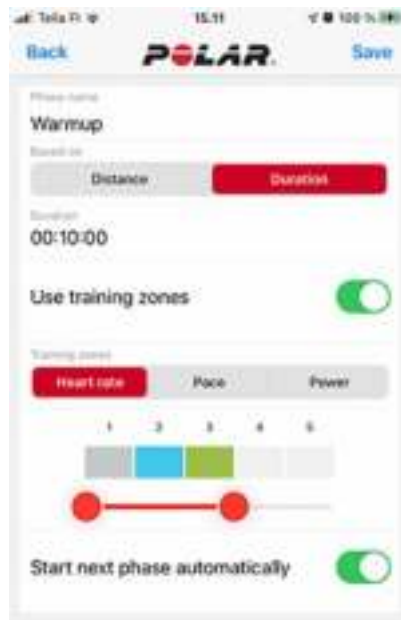 Telia FI 15.11 100 %
Back POLAR. Save
Phase name
Warmup
Based on
Distance Duration
Duration
00:10:00
Use training zones
Training zones
Heart rate Pace Power
1 2 3 4 5
Start next phase automatically